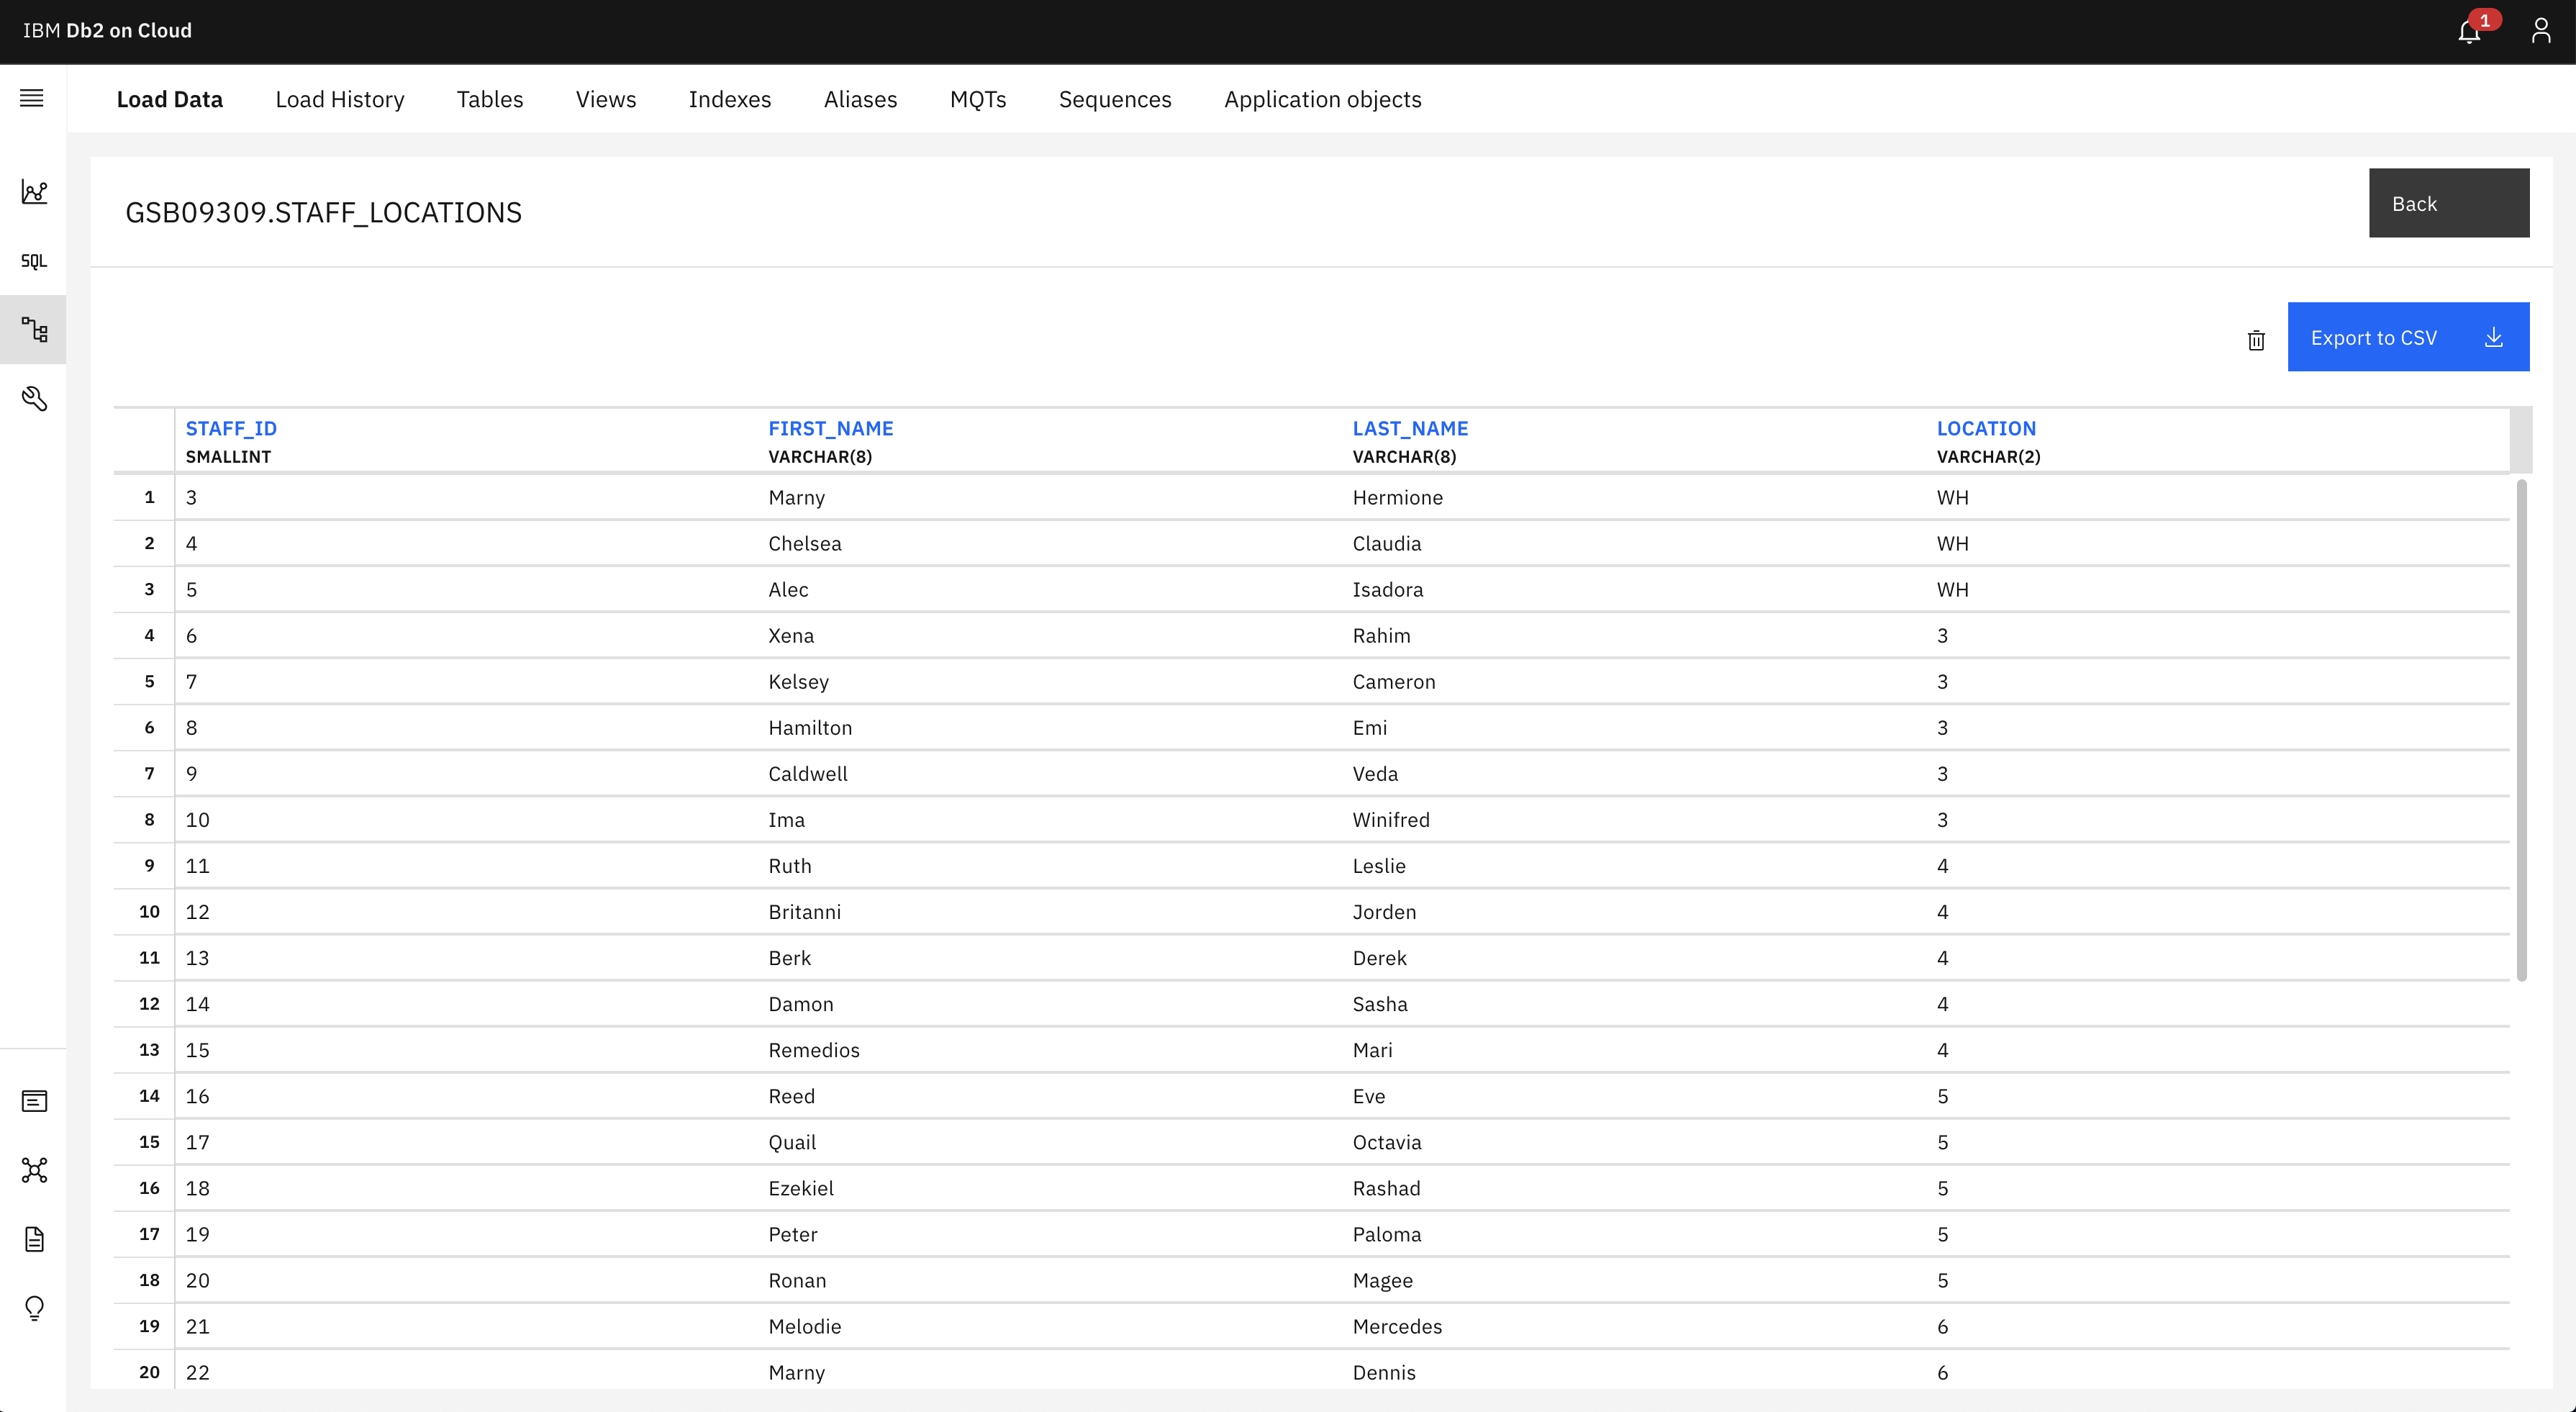 IBM Db2 on Cloud
1
Load Data Load History Tables Views Indexes Aliases MQTs Sequences Application objects
GSB09309.STAFF_LOCATIONS
Back
SQL
Export to CSV
STAFF_ID FIRST_NAME LAST_NAME LOCATION
SMALLINT VARCHAR(8) VARCHAR(8) VARCHAR(2)
1 3 Marny Hermione WH
2 4 Chelsea Claudia WH
3 5 Alec Isadora WH
4 6 Xena Rahim 3
5 7 Kelsey Cameron 3
6 8 Hamilton Emi 3
7 9 Caldwell Veda 3
8 10 Ima Winifred 3
9 11 Ruth Leslie 4
10 12 Britanni Jorden 4
11 13 Berk Derek 4
12 14 Damon Sasha 4
13 15 Remedios Mari 4
14 16 Reed Eve 5
15 17 Quail Octavia 5
16 18 Ezekiel Rashad 5
17 19 Peter Paloma 5
18 20 Ronan Magee 5
19 21 Melodie Mercedes 6
20 22 Marny Dennis 6